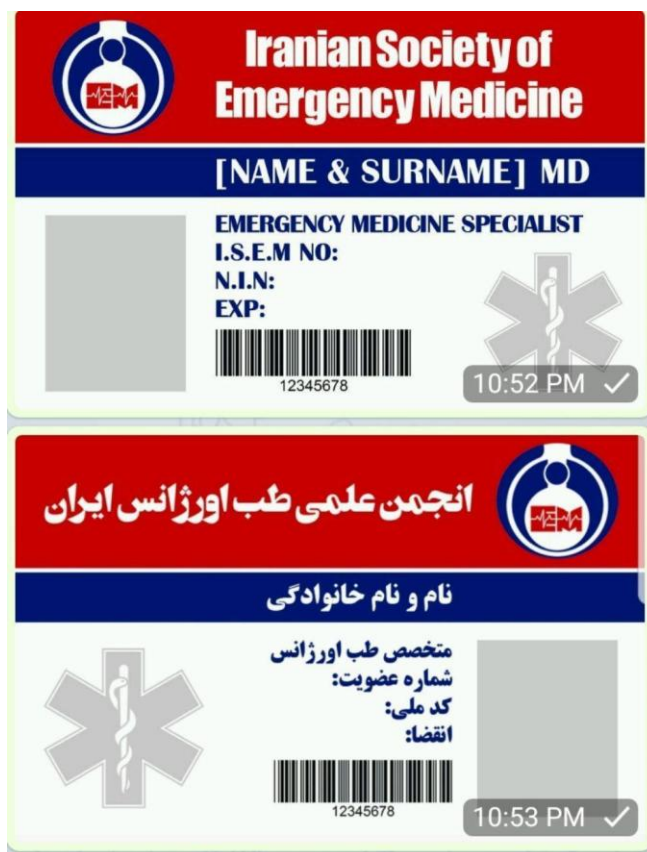 Iranian Society of
Emergency Medicine
[NAME & SURNAME] MD
EMERGENCY MEDICINE SPECIALIST
I.S.E.M NO:
N.I.N:
EXP:
12345678
10:52 PM
انجمن علمی طب اورژانس ایران
نام و نام خانوادگی
متخصص طب اورژانس
شماره عضویت:
کد ملی:
انقضا:
12345678
10:53 PM